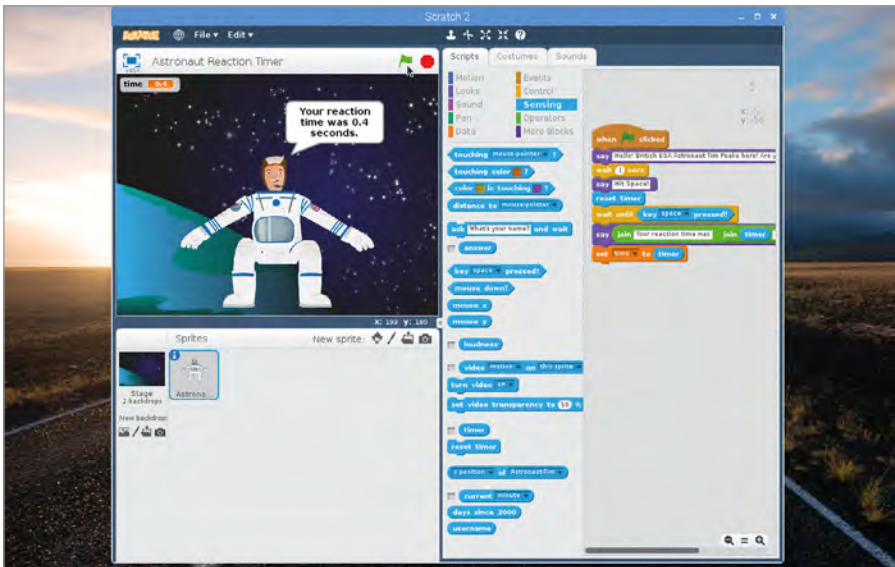 Scratch 2
SCRATCH File Edit
Astronaut Reaction Timer
time 0.4
Your reaction
time was 0.4
seconds.
X: 193 y: 180
Sprites New sprite:
Stage
2 backdrops
New backdrop:
Astrona...
Scripts Costumes Sounds
Motion Events
Looks Control
Sound Sensing
Pen Operators
Data More Blocks
touching mouse-pointer ?
touching color ?
color is touching ?
distance to mouse-pointer
ask What's your name? and wait
answer
key space pressed?
mouse down?
mouse x
mouse y
loudness
video motion on this sprite
turn video on
set video transparency to 50 %
timer
reset timer
x position of AstronautTim
current minute
days since 2000
username
when clicked
say Hello! British ESA Astronaut Tim Peake here! Are y
wait 1 secs
say Hit Space!
reset timer
wait until key space pressed?
say join Your reaction time was join timer
set time to timer